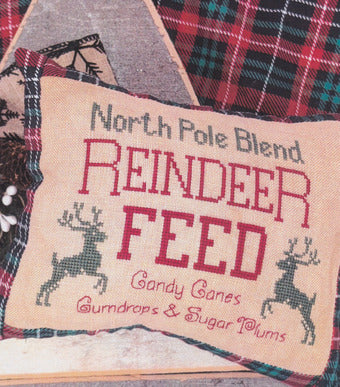 North Pole Blend
REINDEER
FEED
Candy Canes
Gumdrops & Sugar Plums